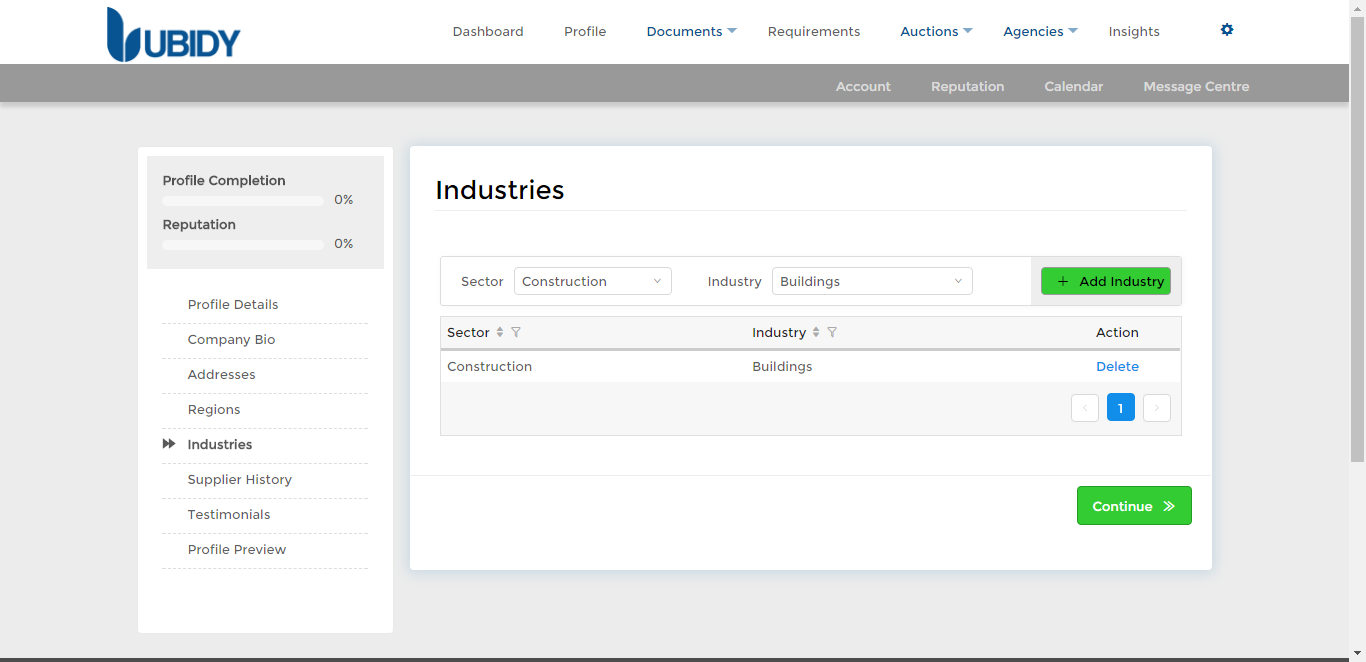 UBIDY
Dashboard Profile Documents Requirements Auctions Agencies Insights
Account Reputation Calendar Message Centre
Profile Completion
0%
Reputation
0%
Profile Details
Company Bio
Addresses
Regions
Industries
Supplier History
Testimonials
Profile Preview
Industries
Sector Construction Industry Buildings + Add Industry
Sector Industry Action
Construction Buildings Delete
< 1 >
Continue »